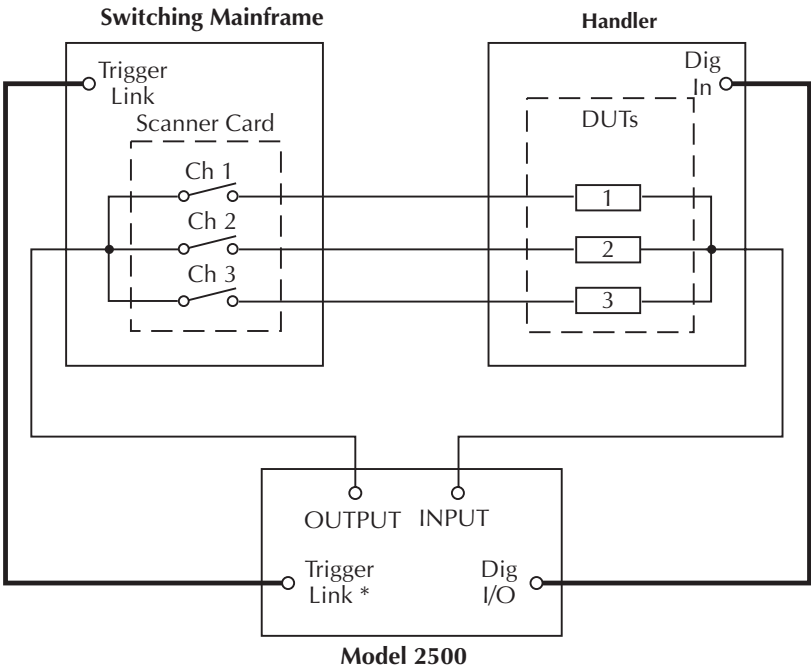 Switching Mainframe
Handler
Trigger
Link
Dig
In
Scanner Card
DUTs
Ch 1
1
Ch 2
2
Ch 3
3
OUTPUT INPUT
Trigger
Link *
Dig
I/O
Model 2500